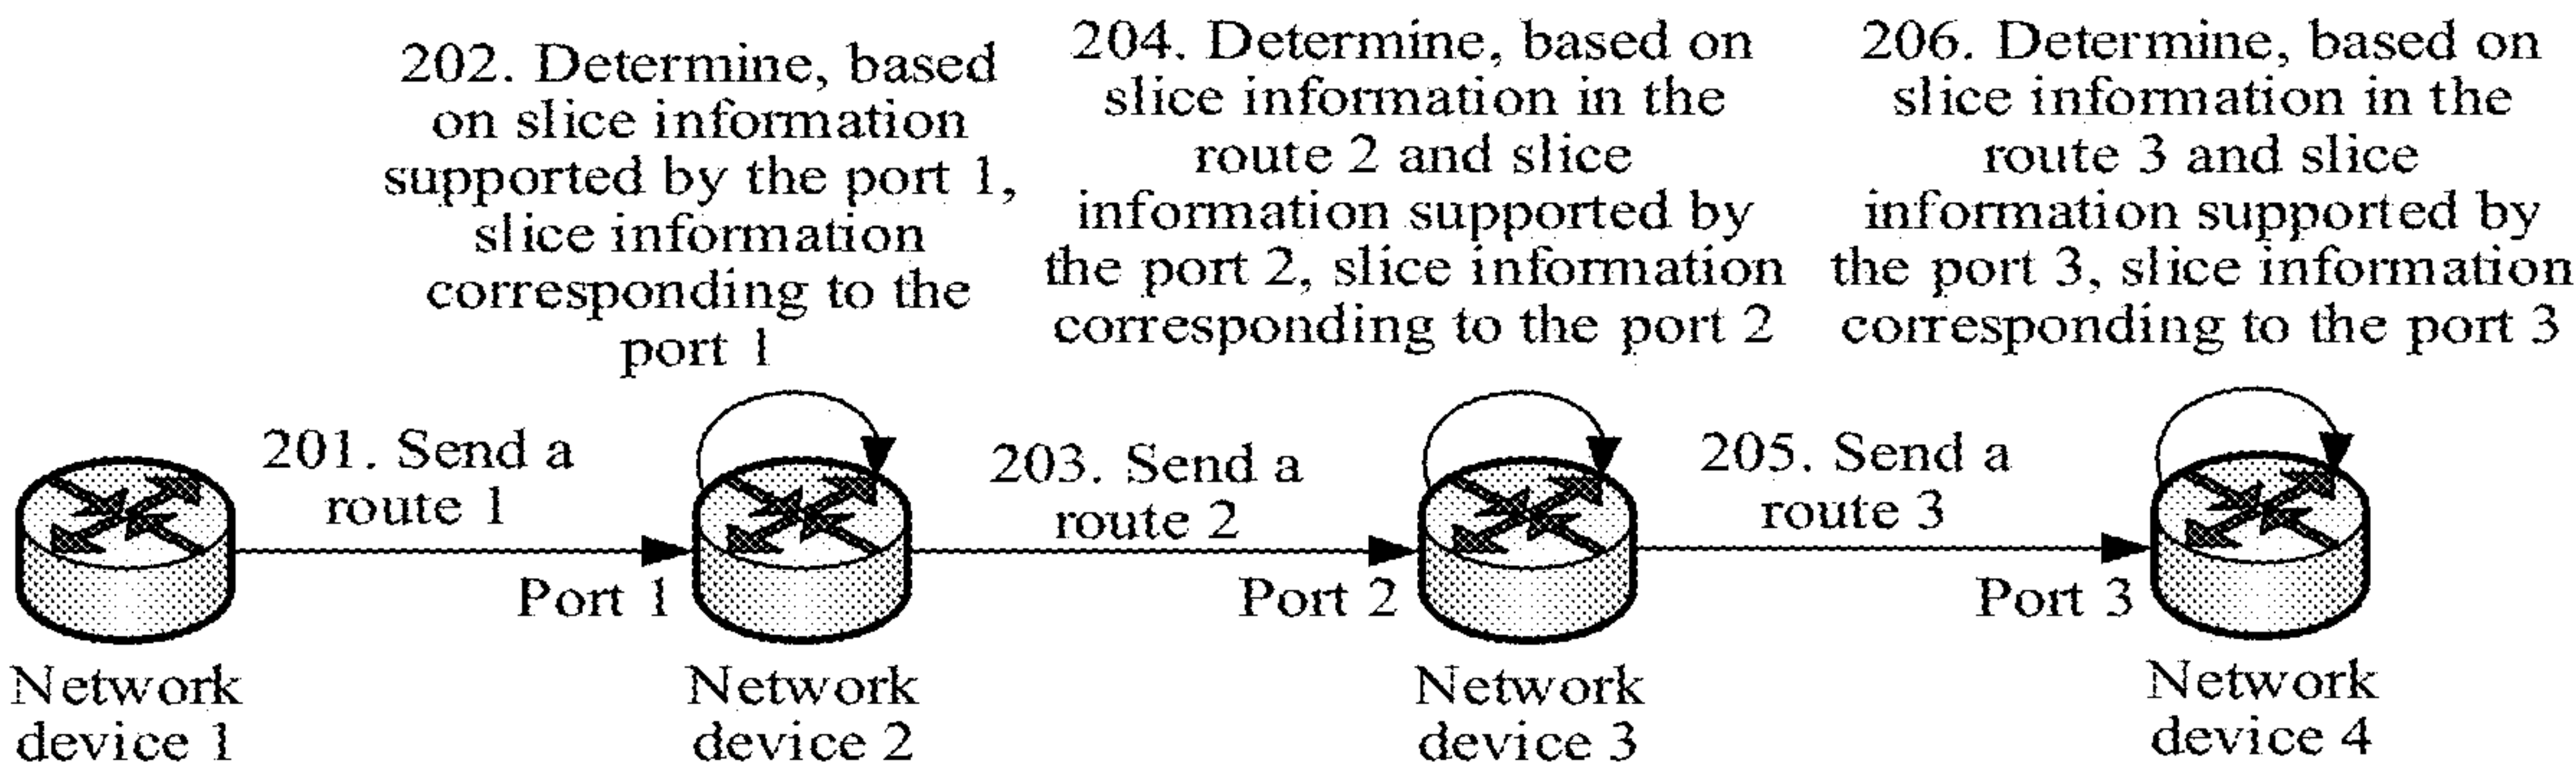 202. Determine, based
on slice information
supported by the port 1,
slice information
corresponding to the
port 1
204. Determine, based on
slice information in the
route 2 and slice
information supported by
the port 2, slice information
corresponding to the port 2
206. Determine, based on
slice information in the
route 3 and slice
information supported by
the port 3, slice information
corresponding to the port 3
201. Send a
route 1
203. Send a
route 2
205. Send a
route 3
Port 1
Port 2
Port 3
Network
device 1
Network
device 2
Network
device 3
Network
device 4